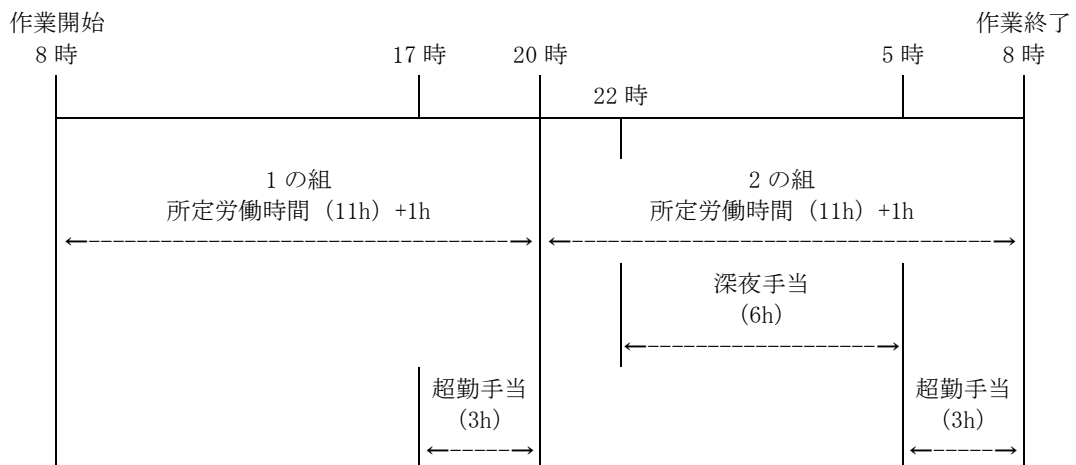 作業開始 作業終了
8 時 17 時 20 時 5 時 8 時
22 時
1 の組 2 の組
所定労働時間（11h）+1h 所定労働時間（11h）+1h
深夜手当
（6h）
超勤手当 超勤手当
（3h） （3h）